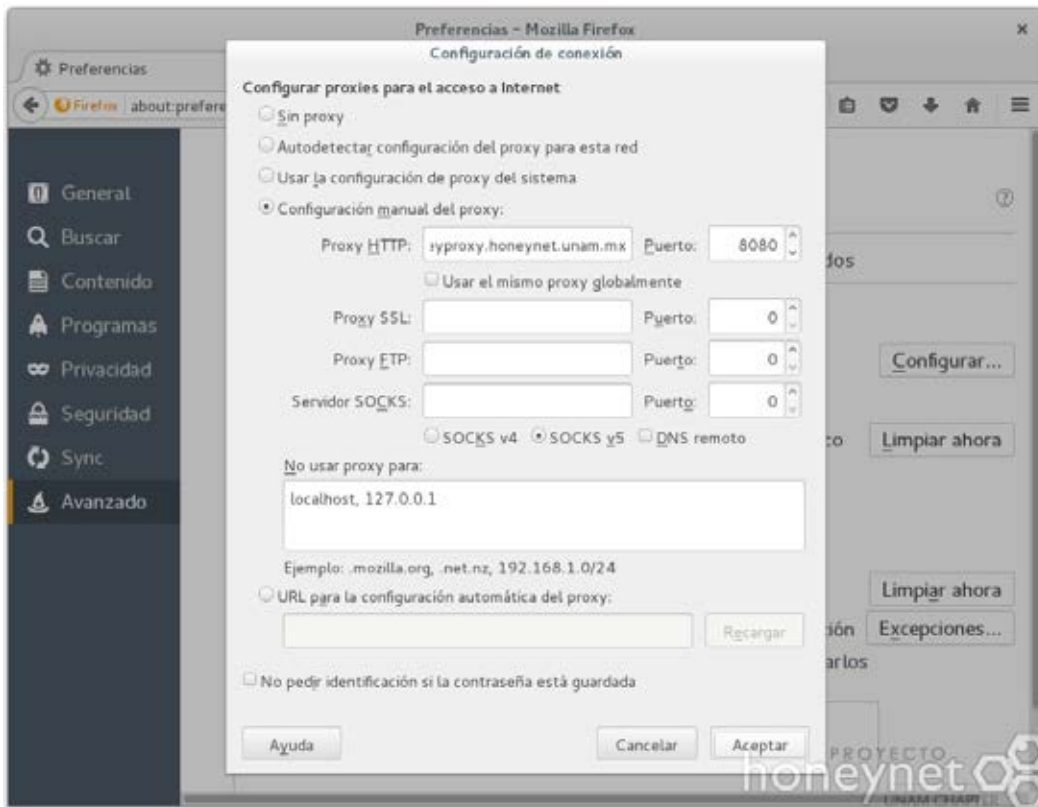 Preferencias - Mozilla Firefox
Configuración de conexión
Preferencias
Firefox about:prefere
General
Buscar
Contenido
Programas
Privacidad
Seguridad
Sync
Avanzado
Configurar proxies para el acceso a Internet
Sin proxy
Autodetectar configuración del proxy para esta red
Usar la configuración de proxy del sistema
Configuración manual del proxy:
Proxy HTTP: eyproxy.honeynet.unam.mx Puerto: 8080
Usar el mismo proxy globalmente
Proxy SSL: Puerto: 0
Proxy FTP: Puerto: 0
Servidor SOCKS: Puerto: 0
SOCKS v4 SOCKS v5 DNS remoto
No usar proxy para:
localhost, 127.0.0.1
Ejemplo: .mozilla.org, .net.nz, 192.168.1.0/24
URL para la configuración automática del proxy:
Recargar
No pedir identificación si la contraseña está guardada
Ayuda Cancelar Aceptar
dos
Configurar...
Limpiar ahora
Limpiar ahora
ión Excepciones...
arlos
PROYECTO
honeynet
UNAM CHAPTER